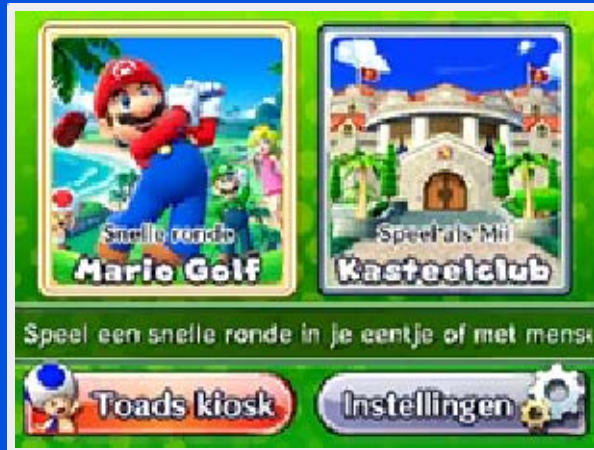 Snelle ronde
Mario Golf
Speel als Mii
Kasteelclub
Speel een snelle ronde in je eentje of met mens
Toads kiosk
Instellingen